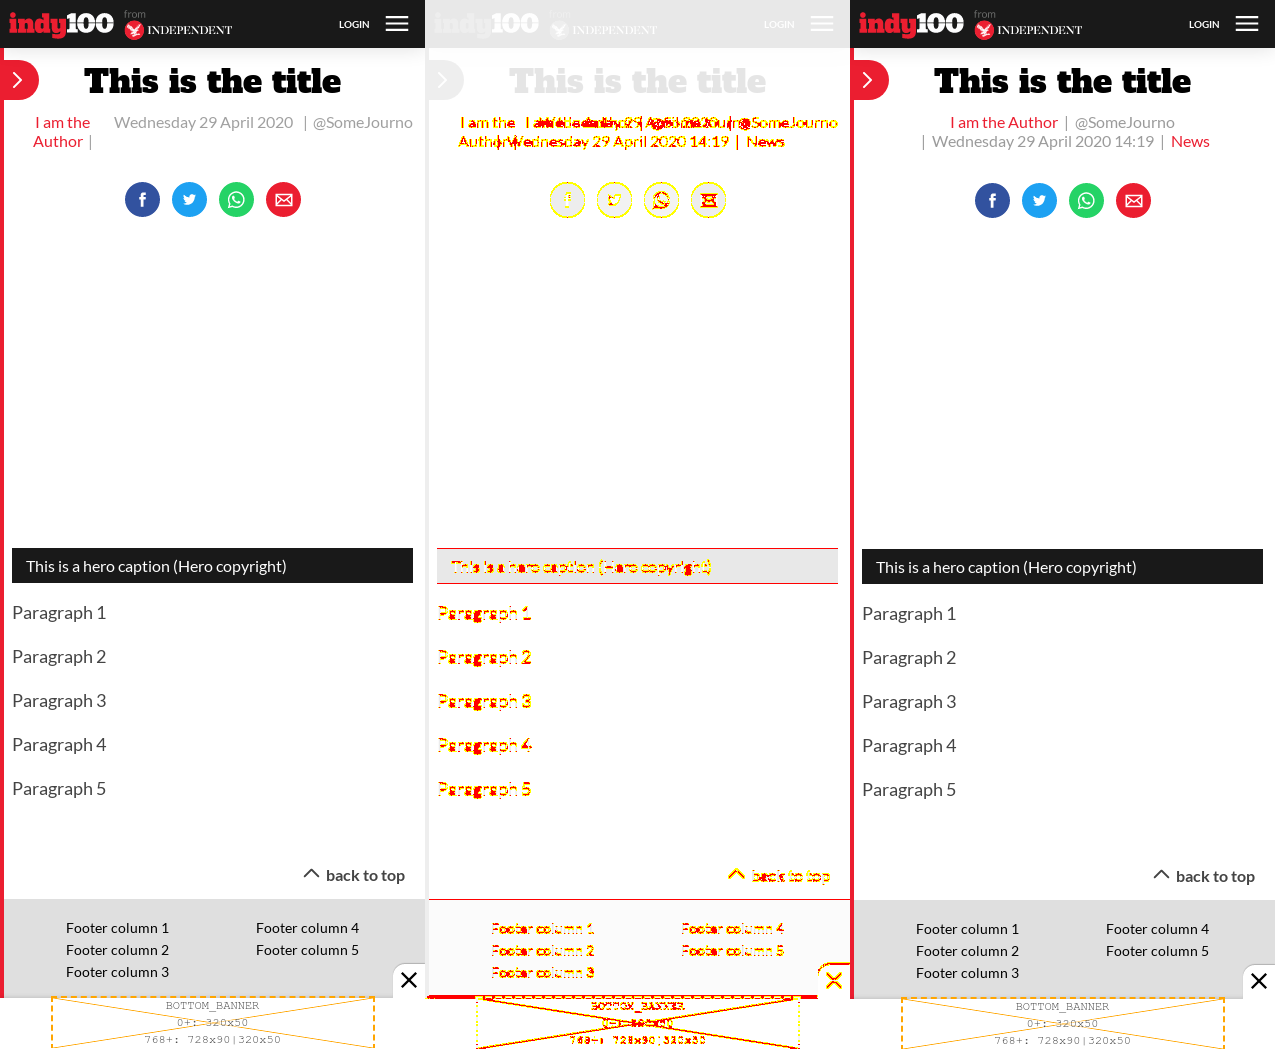 indy100 from INDEPENDENT LOGIN
This is the title
I am the Wednesday 29 April 2020 | @SomeJourno
Author |
This is a hero caption (Hero copyright)
Paragraph 1
Paragraph 2
Paragraph 3
Paragraph 4
Paragraph 5
back to top
Footer column 1 Footer column 4
Footer column 2 Footer column 5
Footer column 3
BOTTOM_BANNER
0+: 320x50
768+: 728x90|320x50
indy100 from INDEPENDENT LOGIN
This is the title
I am the
@SomeJourno
Author | Wednesday 29 April 2020 14:19 | News
This is a hero caption (Hero copyright)
Paragraph 1
Paragraph 2
Paragraph 3
Paragraph 4
Paragraph 5
back to top
Footer column 1 Footer column 4
Footer column 2 Footer column 5
Footer column 3
BOTTOM_BANNER
0+: 320x50
768+: 728x90|320x50
indy100 from INDEPENDENT LOGIN
This is the title
I am the Author | @SomeJourno
| Wednesday 29 April 2020 14:19 | News
This is a hero caption (Hero copyright)
Paragraph 1
Paragraph 2
Paragraph 3
Paragraph 4
Paragraph 5
back to top
Footer column 1 Footer column 4
Footer column 2 Footer column 5
Footer column 3
BOTTOM_BANNER
0+: 320x50
768+: 728x90|320x50